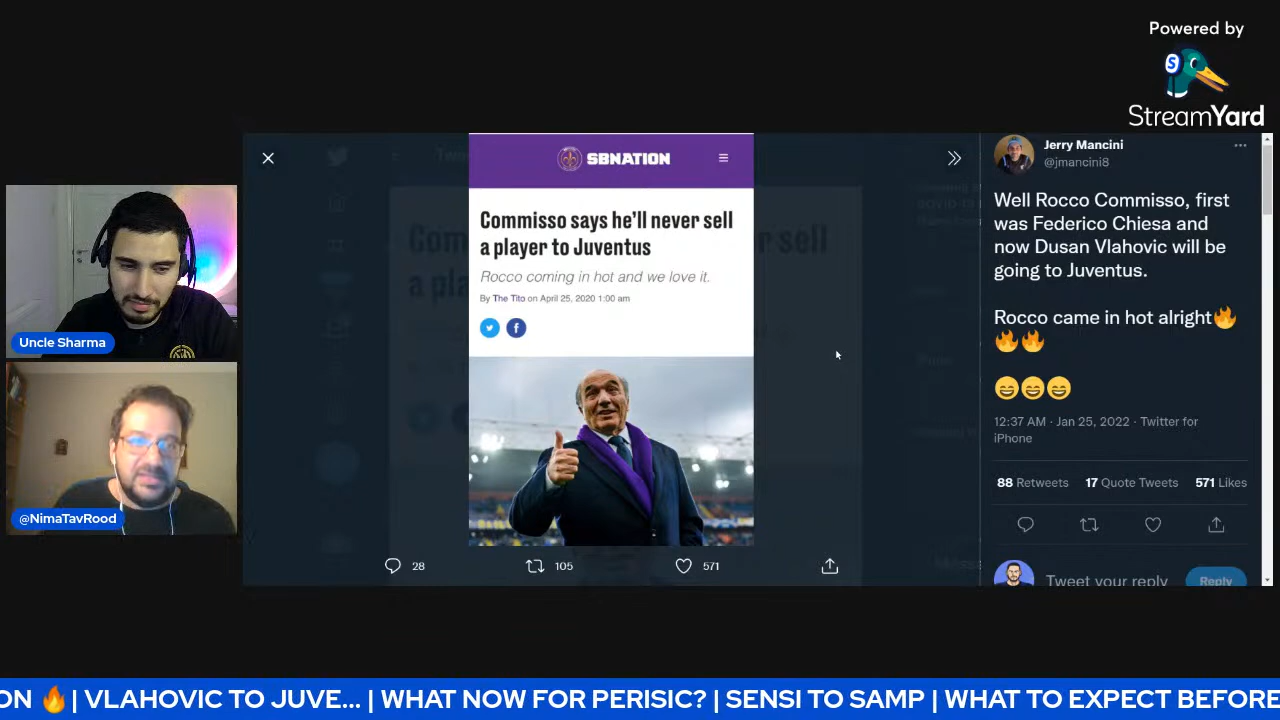 Powered by
StreamYard
SBNATION
Commisso says he'll never sell
a player to Juventus
Rocco coming in hot and we love it.
By The Tito on April 25, 2020 1:00 am
28
105
571
Jerry Mancini
@jmancini8
Well Rocco Commisso, first
was Federico Chiesa and
now Dusan Vlahovic will be
going to Juventus.
Rocco came in hot alright🔥
🔥🔥
😄😄😄
12:37 AM · Jan 25, 2022 · Twitter for
iPhone
88 Retweets 17 Quote Tweets 571 Likes
Tweet your reply
Reply
Uncle Sharma
@NimaTavRood
ON 🔥 | VLAHOVIC TO JUVE... | WHAT NOW FOR PERISIC? | SENSI TO SAMP | WHAT TO EXPECT BEFORE